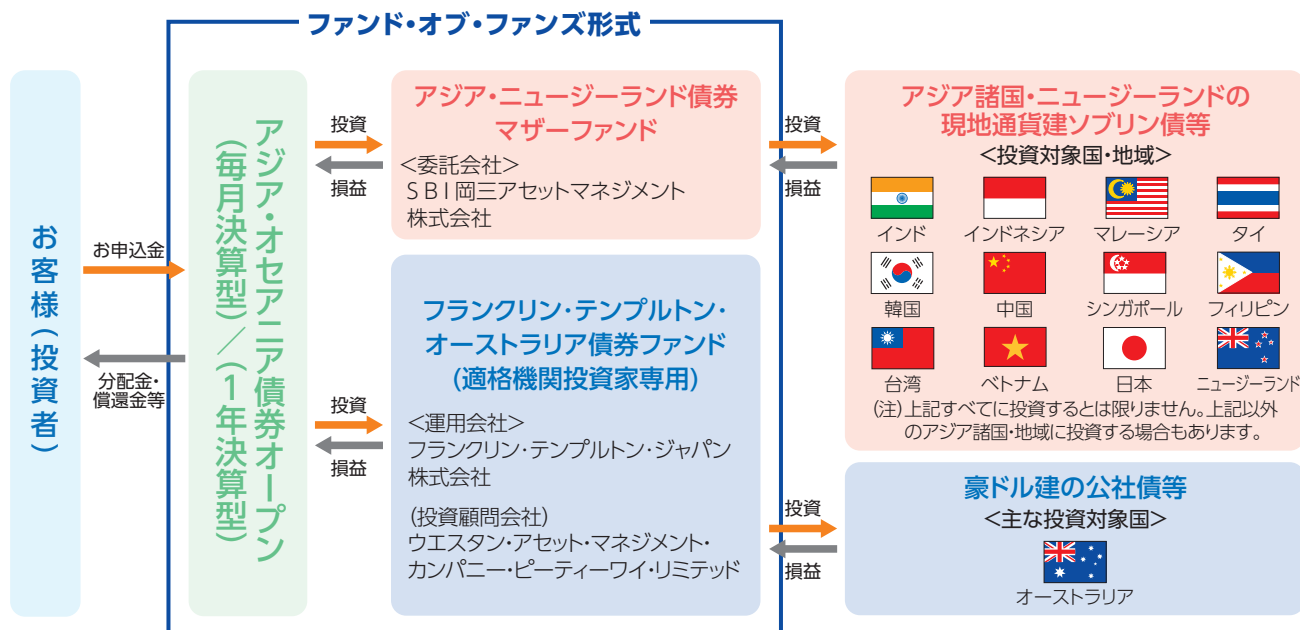 ファンド・オブ・ファンズ形式
お客様(投資者)
お申込金
分配金・
償還金等
アジア・オセアニア債券オープン
(毎月決算型)/(1年決算型)
投資
損益
投資
損益
アジア・ニュージーランド債券
マザーファンド
<委託会社>
SBI岡三アセットマネジメント
株式会社
フランクリン・テンプルトン・
オーストラリア債券ファンド
(適格機関投資家専用)
<運用会社>
フランクリン・テンプルトン・ジャパン
株式会社
(投資顧問会社)
ウエスタン・アセット・マネジメント・
カンパニー・ピーティーワイ・リミテッド
投資
損益
投資
損益
アジア諸国・ニュージーランドの
現地通貨建ソブリン債等
<投資対象国・地域>
インド インドネシア マレーシア タイ
韓国 中国 シンガポール フィリピン
台湾 ベトナム 日本 ニュージーランド
(注)上記すべてに投資するとは限りません。上記以外
のアジア諸国・地域に投資する場合もあります。
豪ドル建の公社債等
<主な投資対象国>
オーストラリア